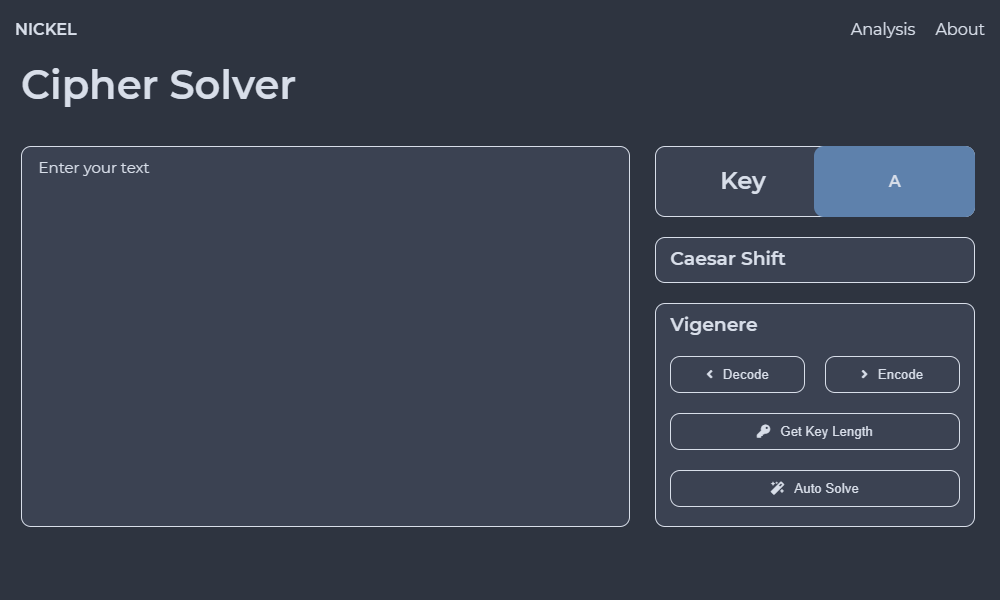 NICKEL
Analysis About
Cipher Solver
Enter your text
Key A
Caesar Shift
Vigenere
Decode Encode
Get Key Length
Auto Solve